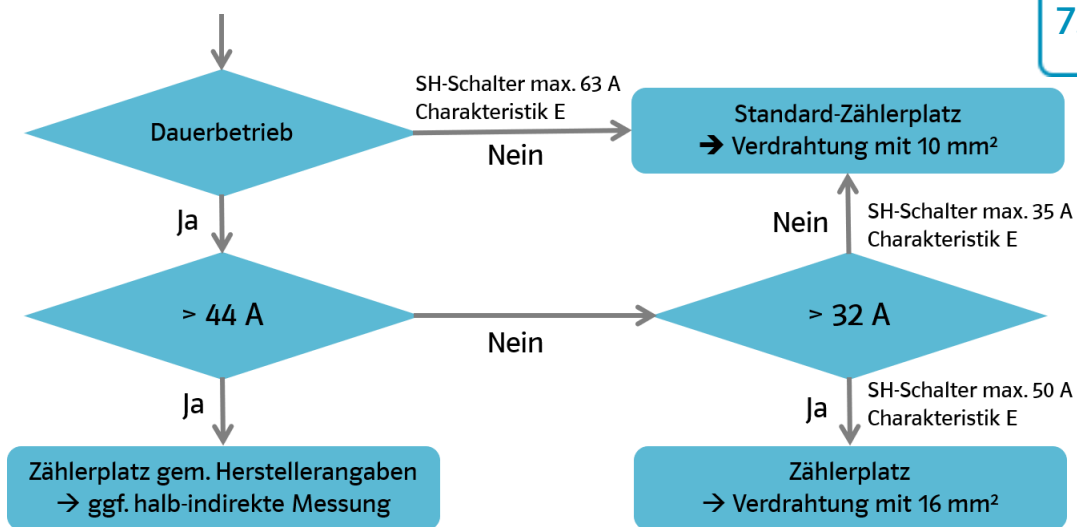 7
Dauerbetrieb
SH-Schalter max. 63 A
Charakteristik E
Nein
Standard-Zählerplatz
➔ Verdrahtung mit 10 mm²
Ja
Nein
SH-Schalter max. 35 A
Charakteristik E
> 44 A
Nein
> 32 A
Ja
Ja
SH-Schalter max. 50 A
Charakteristik E
Zählerplatz gem. Herstellerangaben
→ ggf. halb-indirekte Messung
Zählerplatz
→ Verdrahtung mit 16 mm²